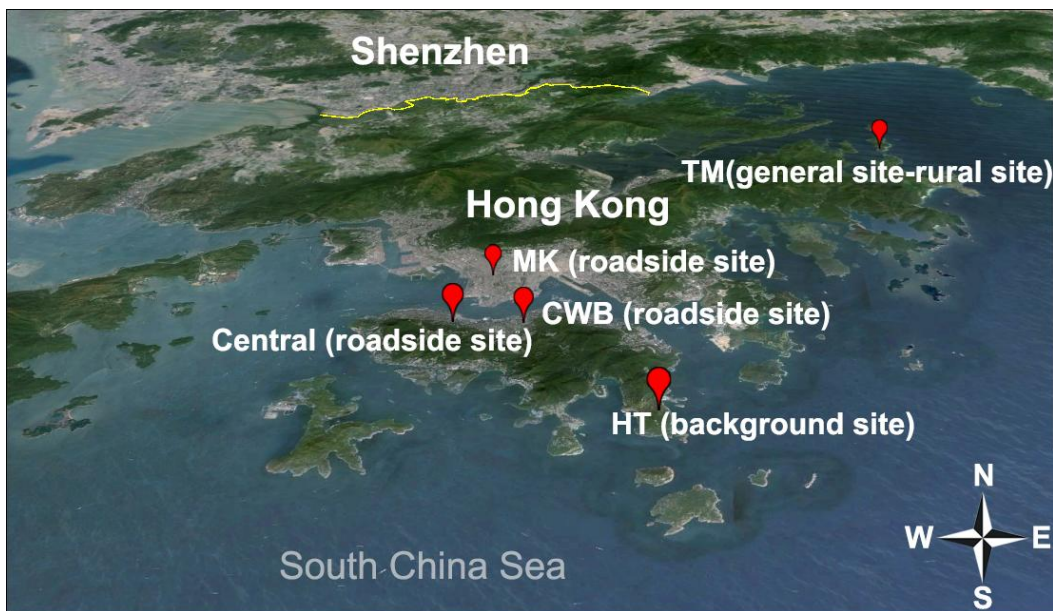 Shenzhen
TM(general site-rural site)
Hong Kong
MK (roadside site)
CWB (roadside site)
Central (roadside site)
HT (background site)
N
W E
S
South China Sea